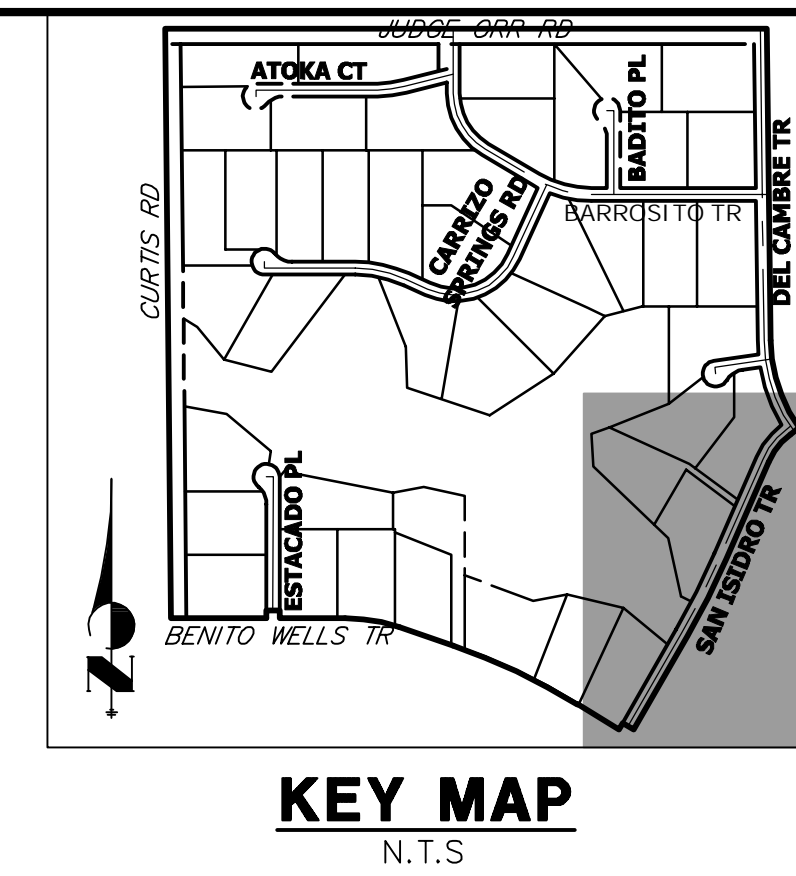 JUDGE ORR RD
ATOKA CT
BADITO PL
DEL CAMBRE TR
CURTIS RD
CARRIZO
SPRINGS RD
BARROSITO TR
ESTACADO PL
SAN ISIDRO TR
BENITO WELLS TR
N
KEY MAP
N.T.S